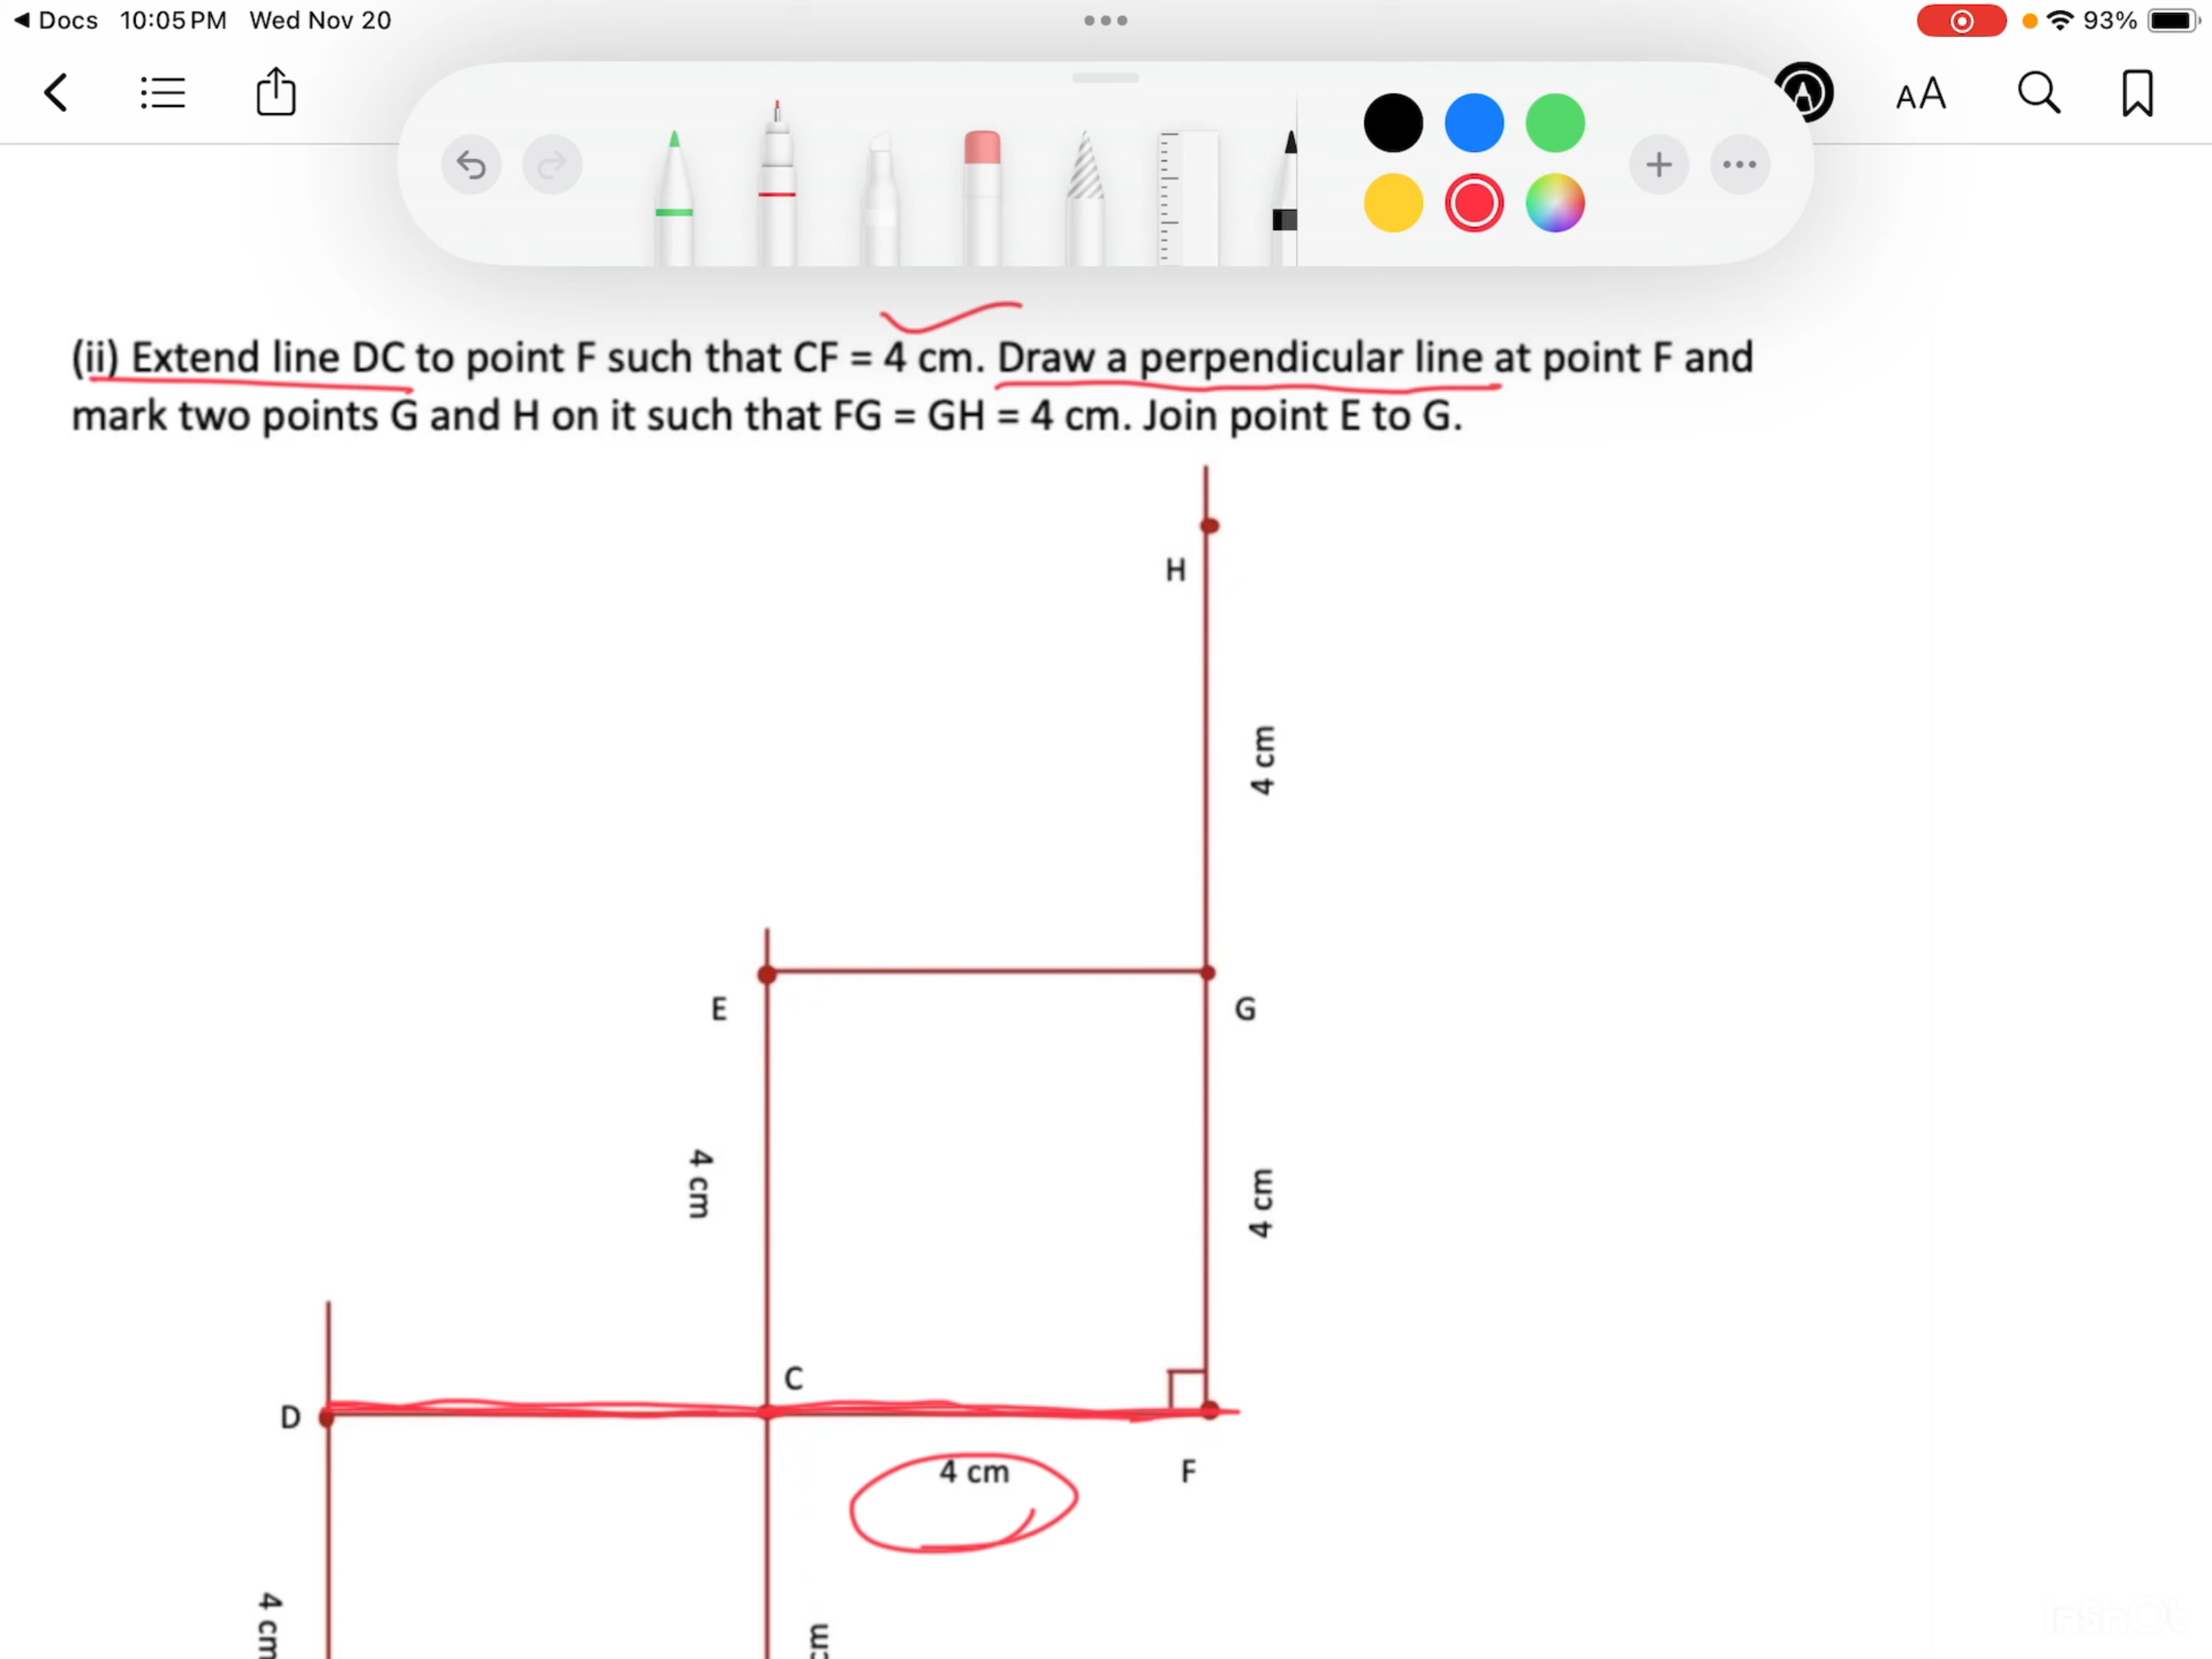 ◀ Docs 10:05 PM Wed Nov 20
93%
AA
(ii) Extend line DC to point F such that CF = 4 cm. Draw a perpendicular line at point F and
mark two points G and H on it such that FG = GH = 4 cm. Join point E to G.
H
4 cm
E
G
4 cm
4 cm
C
D
4 cm
F
4 cm
cm
InShot